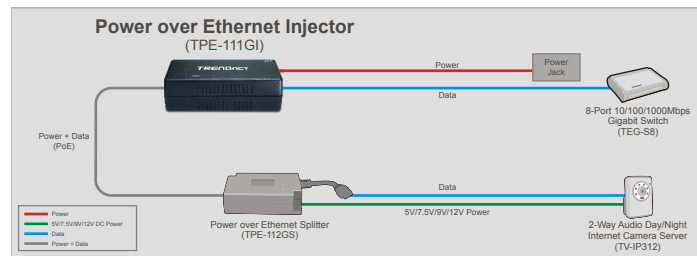 Power over Ethernet Injector
(TPE-111GI)
TRENDnet
Power
Power
Jack
Data
8-Port 10/100/1000Mbps
Gigabit Switch
(TEG-S8)
Power + Data
(PoE)
Data
5V/7.5V/9V/12V Power
Power over Ethernet Splitter
(TPE-112GS)
2-Way Audio Day/Night
Internet Camera Server
(TV-IP312)
Power
5V/7.5V/9V/12V DC Power
Data
Power + Data